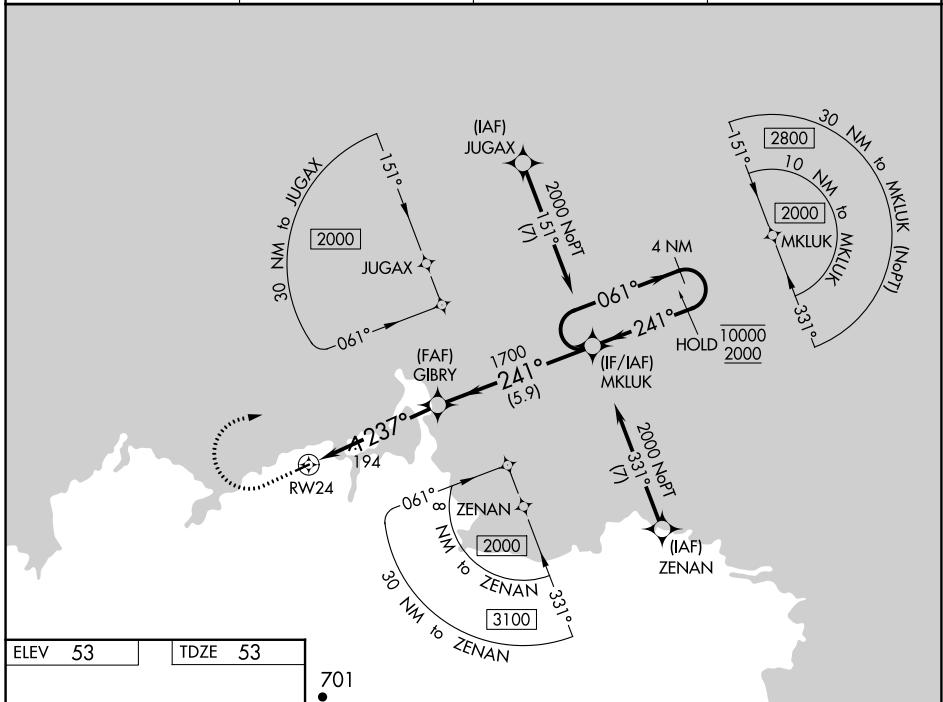 (IAF)
JUGAX
2000 NoPT
151°
(7)
30 NM to JUGAX
151°
2000
JUGAX
061°
30 NM to MKLUK (NoPT)
2800
151°
10 NM to MKLUK
2000
MKLUK
331°
4 NM
061°
241°
HOLD
10000
2000
(IF/IAF)
MKLUK
1700
241°
(5.9)
(FAF)
GIBRY
237°
194
RW24
2000 NoPT
331°
(7)
(IAF)
ZENAN
061°
ZENAN
8 NM to ZENAN
2000
331°
30 NM to ZENAN
3100
ELEV 53
TDZE 53
701